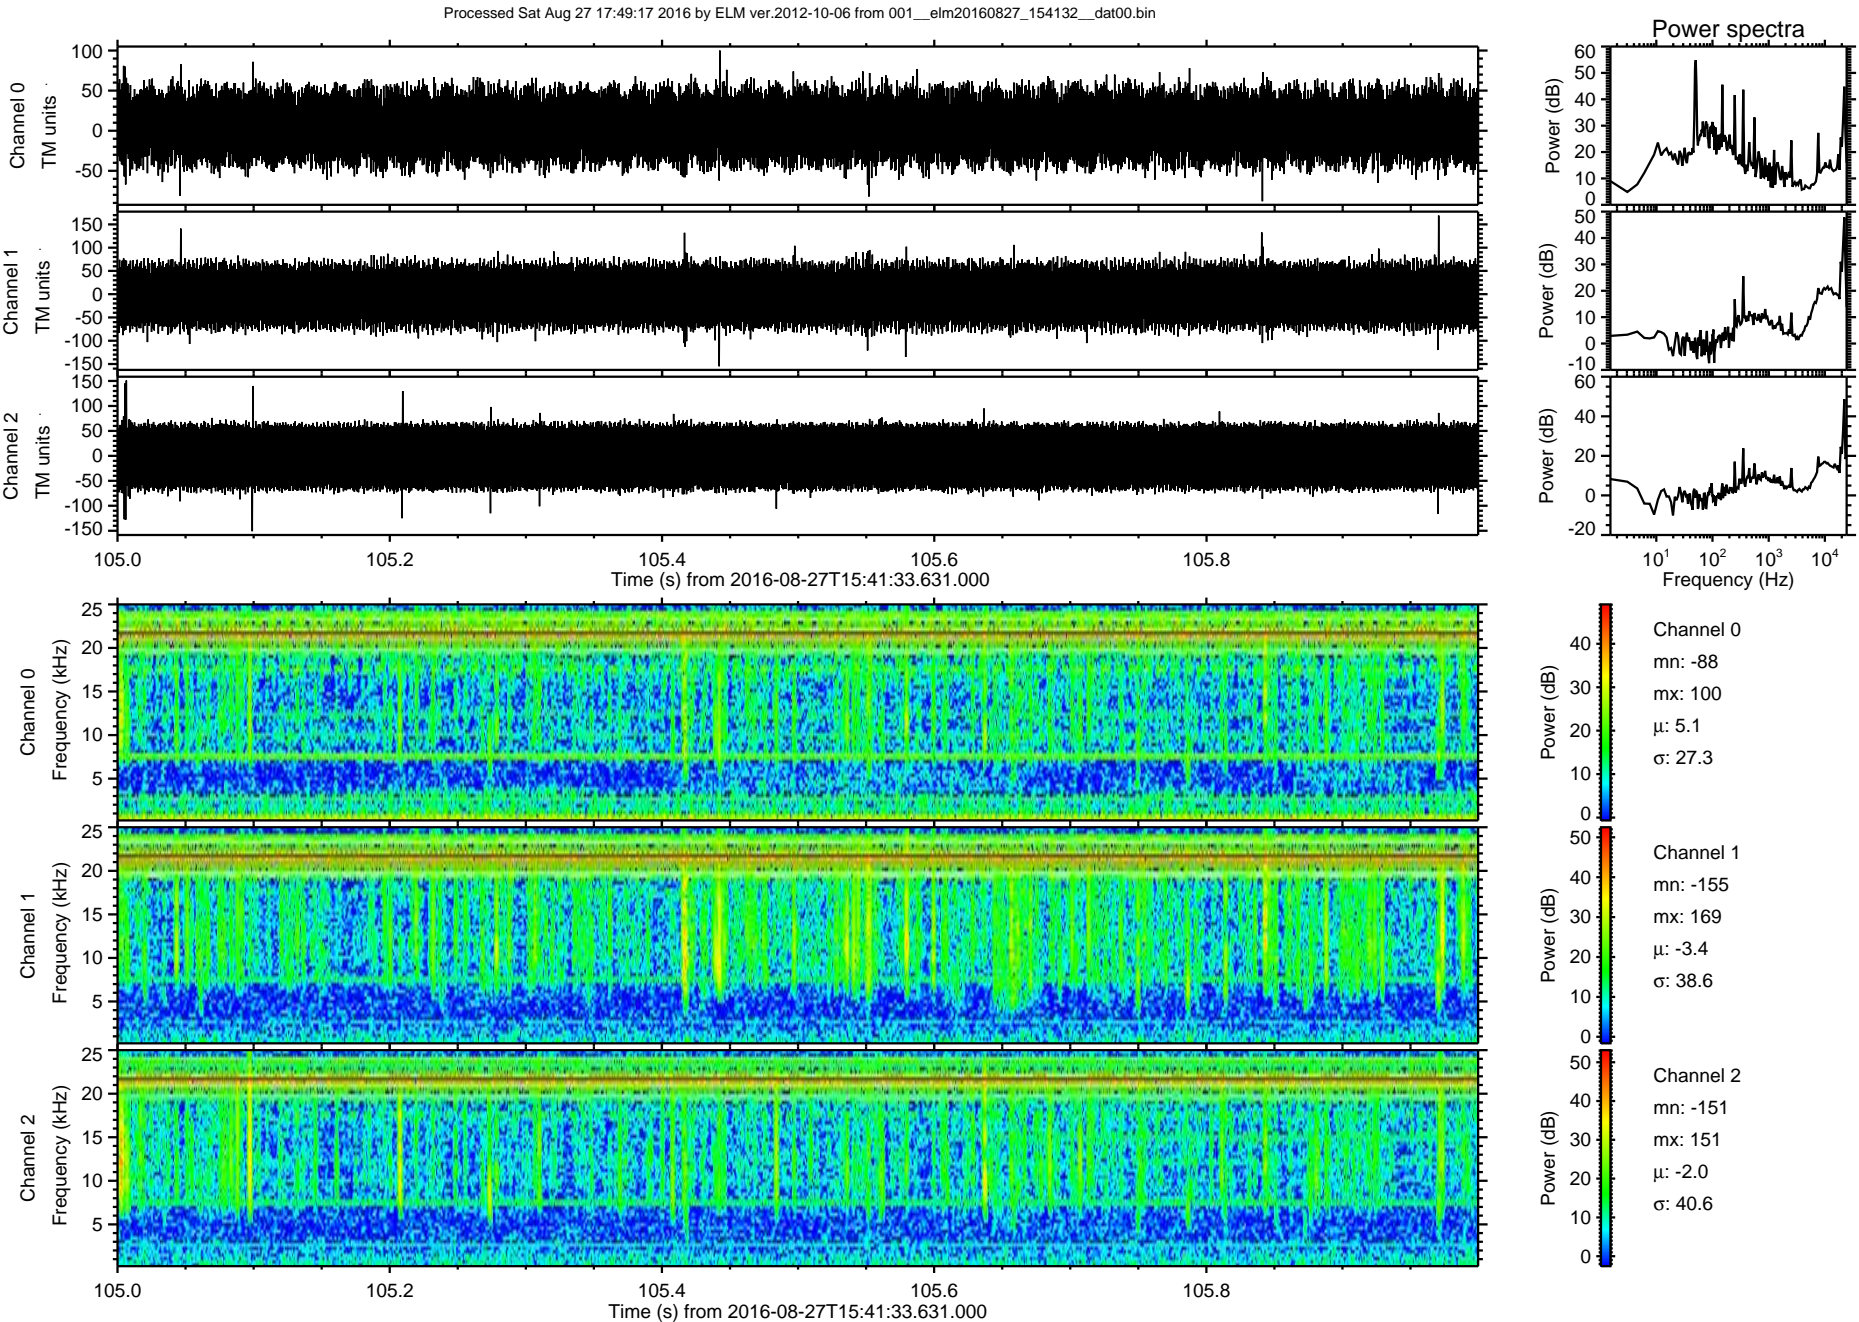 Processed Sat Aug 27 17:49:17 2016 by ELM ver.2012-10-06 from 001__elm20160827_154132__dat00.bin
Power spectra
Channel 0
TM units
100
50
0
-50
Power (dB)
60
50
40
30
20
10
0
Channel 1
TM units
150
100
50
0
-50
-100
-150
Power (dB)
50
40
30
20
10
0
-10
Channel 2
TM units
150
100
50
0
-50
-100
-150
Power (dB)
60
40
20
0
-20
105.0 105.2 105.4 105.6 105.8
Time (s) from 2016-08-27T15:41:33.631.000
10¹ 10² 10³ 10⁴
Frequency (Hz)
Channel 0
Frequency (kHz)
25
20
15
10
5
Power (dB)
40
30
20
10
0
Channel 0
mn: -88
mx: 100
μ: 5.1
σ: 27.3
Channel 1
Frequency (kHz)
25
20
15
10
5
Power (dB)
50
40
30
20
10
0
Channel 1
mn: -155
mx: 169
μ: -3.4
σ: 38.6
Channel 2
Frequency (kHz)
25
20
15
10
5
Power (dB)
50
40
30
20
10
0
Channel 2
mn: -151
mx: 151
μ: -2.0
σ: 40.6
105.0 105.2 105.4 105.6 105.8
Time (s) from 2016-08-27T15:41:33.631.000